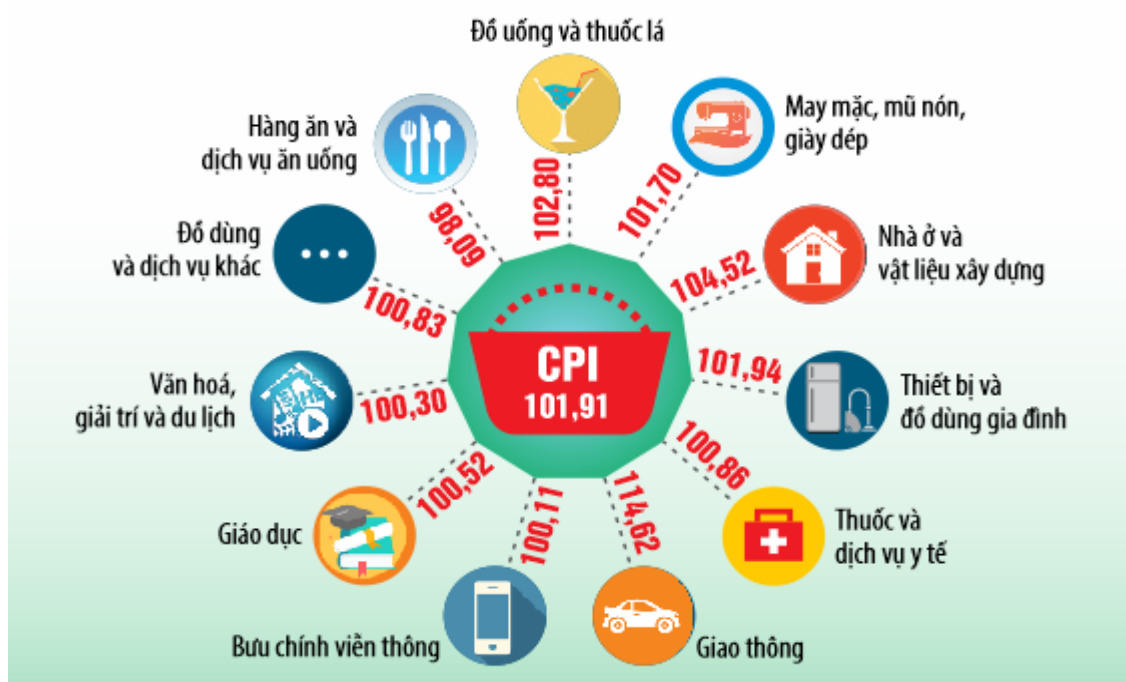 Đồ uống và thuốc lá
102,80
May mặc, mũ nón,
giày dép
101,70
Nhà ở và
vật liệu xây dựng
104,52
Thiết bị và
đồ dùng gia đình
101,94
Thuốc và
dịch vụ y tế
100,86
Giao thông
114,62
Bưu chính viễn thông
100,11
Giáo dục
100,52
Văn hoá,
giải trí và du lịch
100,30
Đồ dùng
và dịch vụ khác
100,83
Hàng ăn và
dịch vụ ăn uống
98,09
CPI
101,91